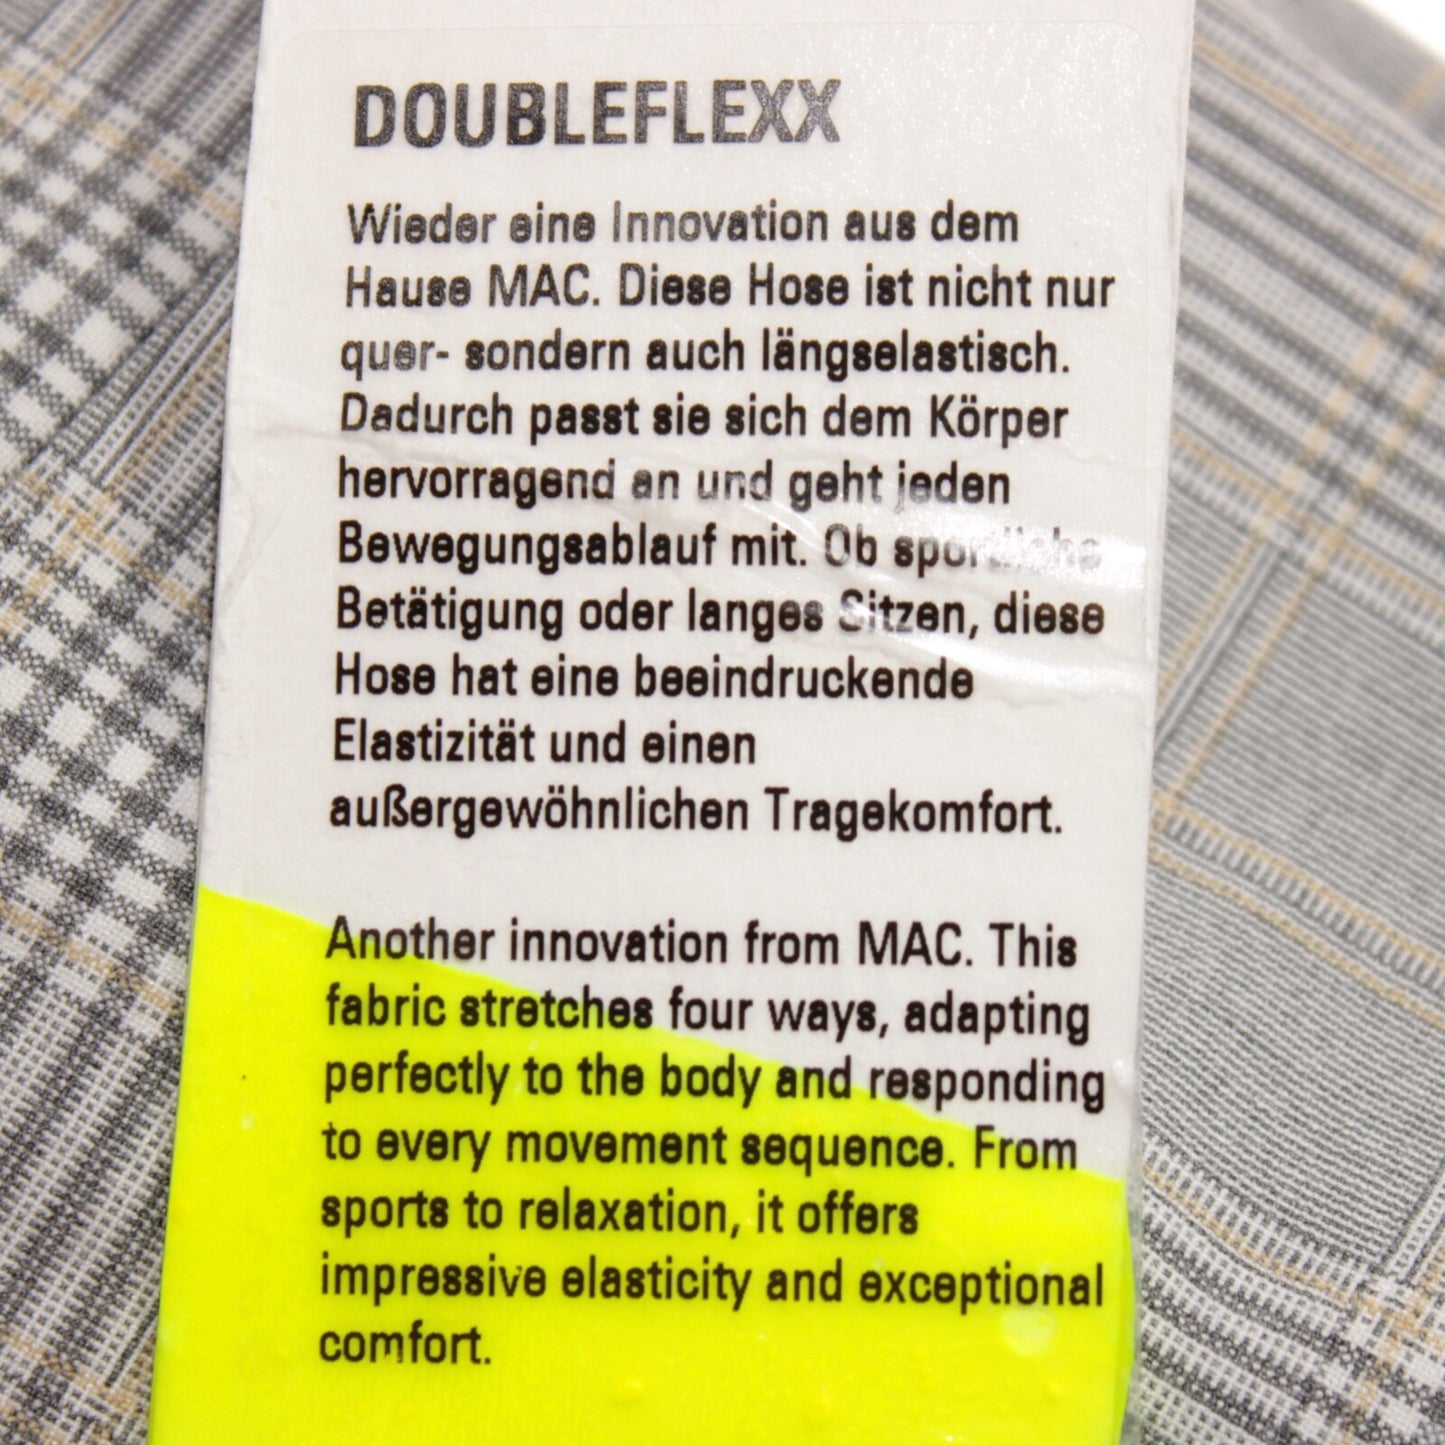 DOUBLEFLEXX
Wieder eine Innovation aus dem
Hause MAC. Diese Hose ist nicht nur
quer- sondern auch längselastisch.
Dadurch passt sie sich dem Körper
hervorragend an und geht jeden
Bewegungsablauf mit. Ob sportliche
Betätigung oder langes Sitzen, diese
Hose hat eine beeindruckende
Elastizität und einen
außergewöhnlichen Tragekomfort.
Another innovation from MAC. This
fabric stretches four ways, adapting
perfectly to the body and responding
to every movement sequence. From
sports to relaxation, it offers
impressive elasticity and exceptional
comfort.